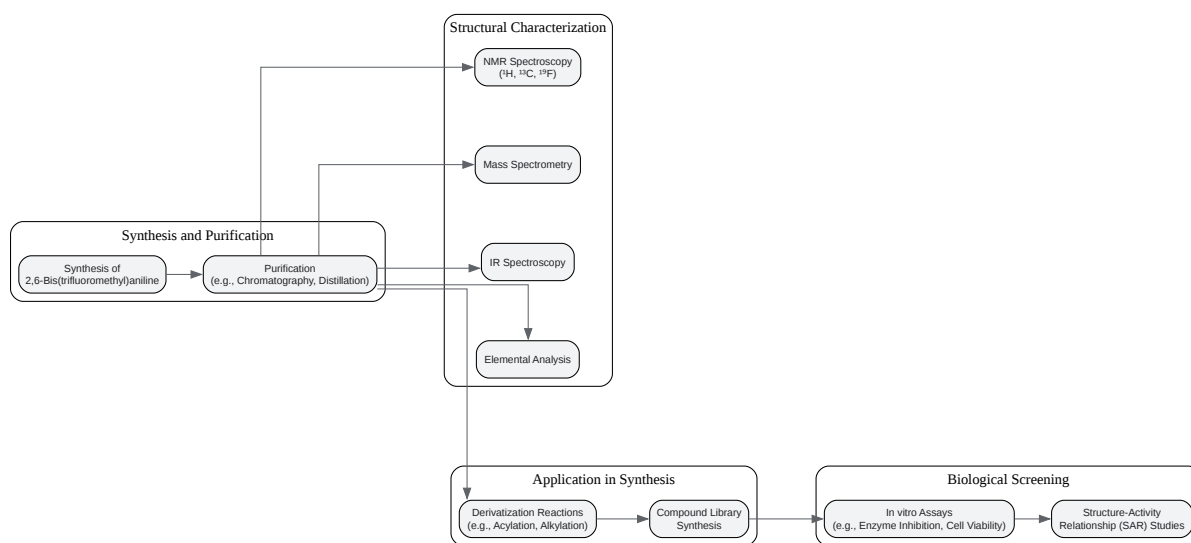 Structural Characterization
NMR Spectroscopy
(¹H, ¹³C, ¹⁹F)
Mass Spectrometry
IR Spectroscopy
Elemental Analysis
Synthesis and Purification
Synthesis of
2,6-Bis(trifluoromethyl)aniline
Purification
(e.g., Chromatography, Distillation)
Application in Synthesis
Derivatization Reactions
(e.g., Acylation, Alkylation)
Compound Library
Synthesis
Biological Screening
In vitro Assays
(e.g., Enzyme Inhibition, Cell Viability)
Structure-Activity
Relationship (SAR) Studies